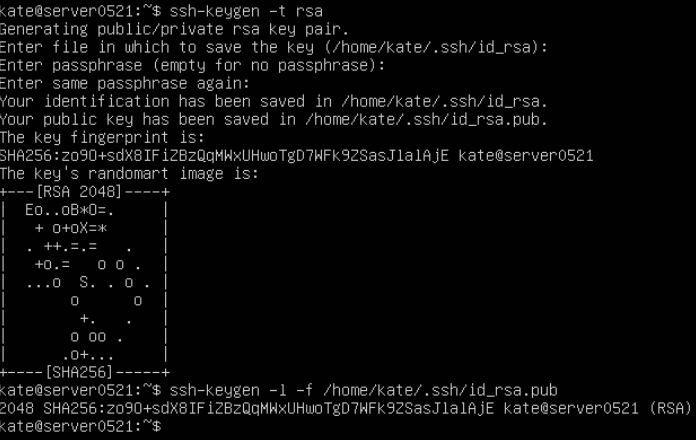 kate@server0521:~$ ssh-keygen -t rsa
Generating public/private rsa key pair.
Enter file in which to save the key (/home/kate/.ssh/id_rsa):
Enter passphrase (empty for no passphrase):
Enter same passphrase again:
Your identification has been saved in /home/kate/.ssh/id_rsa.
Your public key has been saved in /home/kate/.ssh/id_rsa.pub.
The key fingerprint is:
SHA256:zo9O+sdX8IFiZBzQqMWxUHwoTgD7WFk9ZSasJlalAjE kate@server0521
The key's randomart image is:
+---[RSA 2048]----+
|  Eo..oB*O=.     |
|   + o+oX=*      |
|  . ++.=.=   .   |
|   +o.=   o o .  |
|  ...o  S. . o . |
|       o      o  |
|        +.   .   |
|       o oo .    |
|      .o+...     |
+----[SHA256]-----+
kate@server0521:~$ ssh-keygen -l -f /home/kate/.ssh/id_rsa.pub
2048 SHA256:zo9O+sdX8IFiZBzQqMWxUHwoTgD7WFk9ZSasJlalAjE kate@server0521 (RSA)
kate@server0521:~$